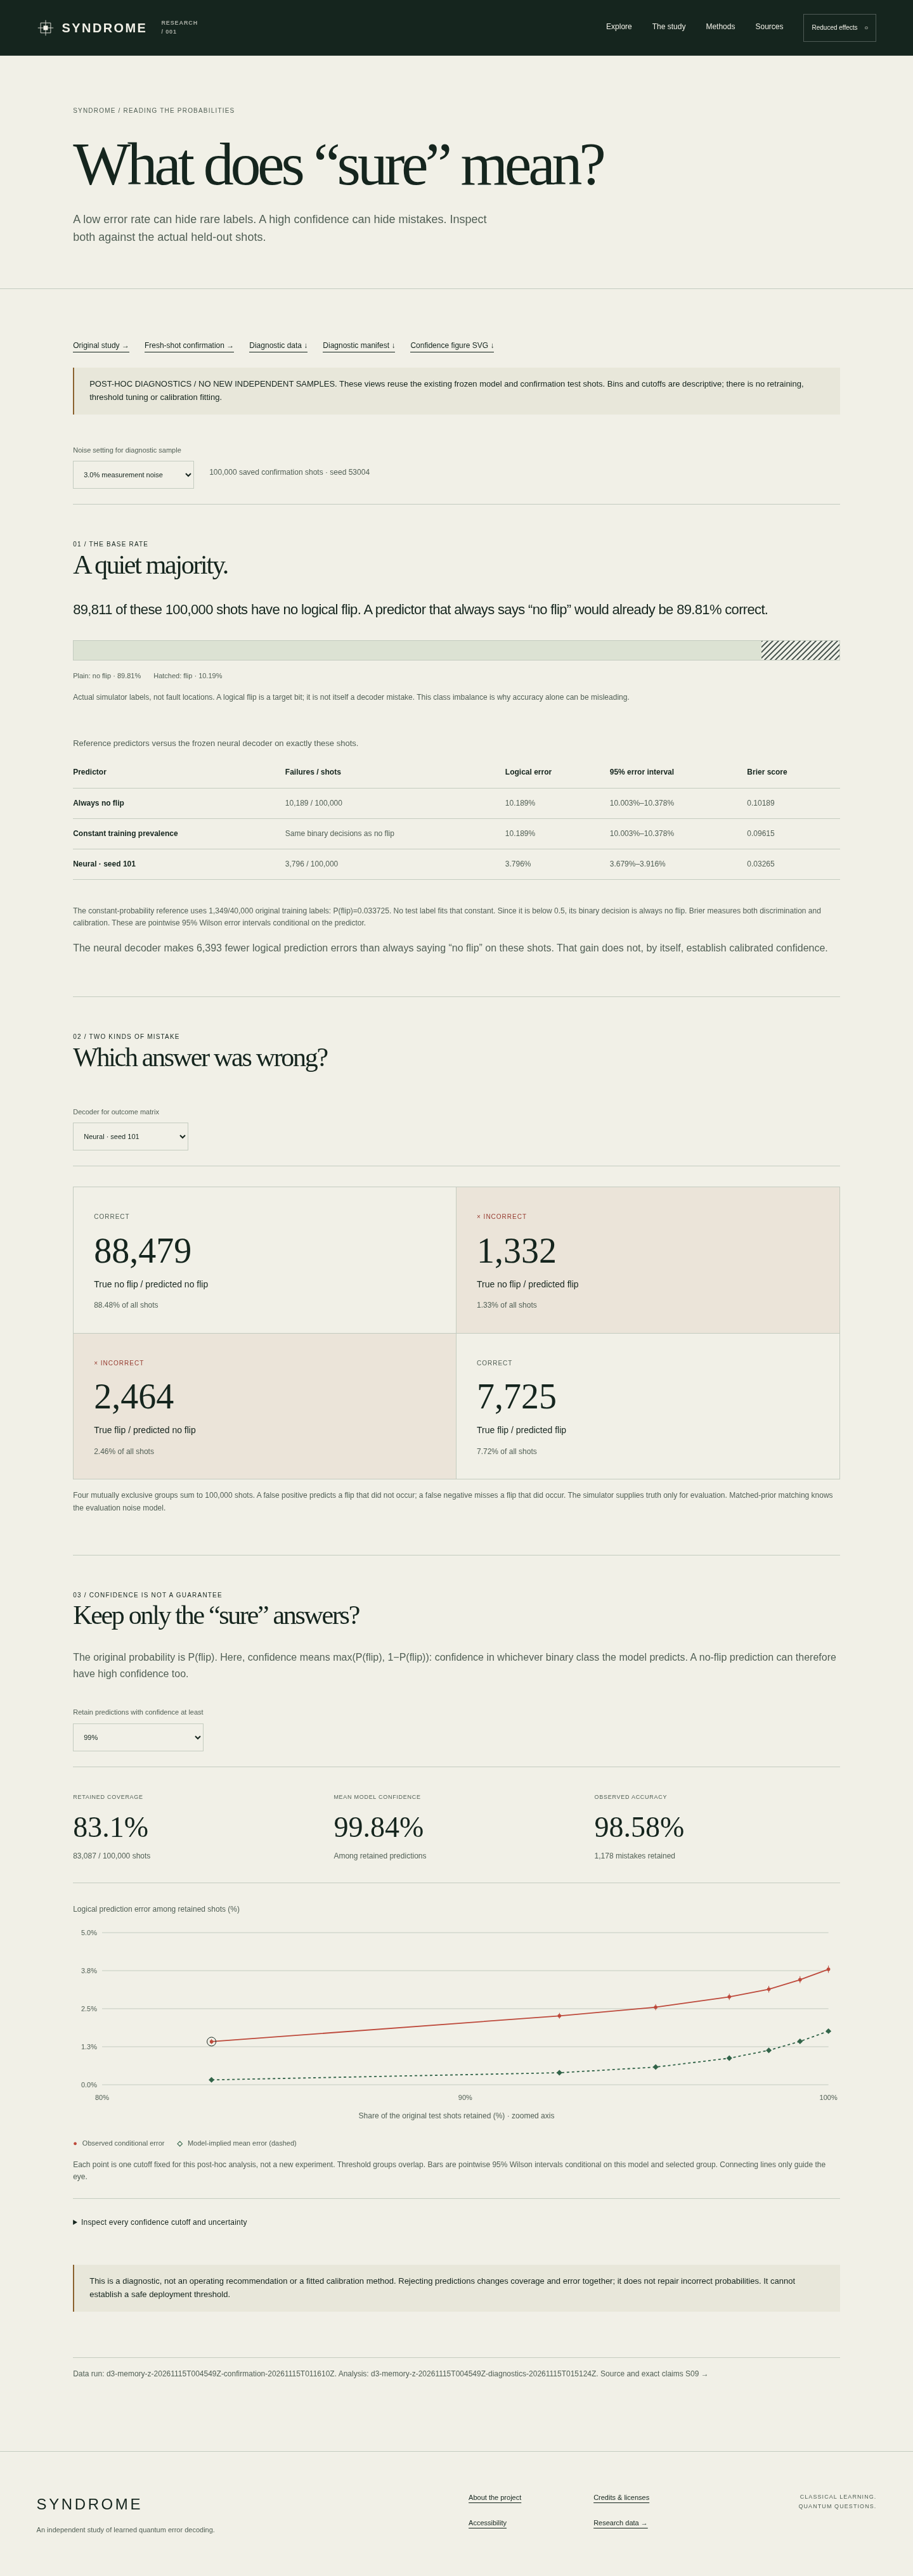 SYNDROME
RESEARCH
/ 001
Explore
The study
Methods
Sources
Reduced effects
SYNDROME / READING THE PROBABILITIES
What does “sure” mean?
A low error rate can hide rare labels. A high confidence can hide mistakes. Inspect
both against the actual held-out shots.
Original study →
Fresh-shot confirmation →
Diagnostic data ↓
Diagnostic manifest ↓
Confidence figure SVG ↓
POST-HOC DIAGNOSTICS / NO NEW INDEPENDENT SAMPLES. These views reuse the existing frozen model and confirmation test shots. Bins and cutoffs are descriptive; there is no retraining,
threshold tuning or calibration fitting.
Noise setting for diagnostic sample
3.0% measurement noise
100,000 saved confirmation shots · seed 53004
01 / THE BASE RATE
A quiet majority.
89,811 of these 100,000 shots have no logical flip. A predictor that always says “no flip” would already be 89.81% correct.
Plain: no flip · 89.81%
Hatched: flip · 10.19%
Actual simulator labels, not fault locations. A logical flip is a target bit; it is not itself a decoder mistake. This class imbalance is why accuracy alone can be misleading.
Reference predictors versus the frozen neural decoder on exactly these shots.
Predictor Failures / shots Logical error 95% error interval Brier score
Always no flip 10,189 / 100,000 10.189% 10.003%–10.378% 0.10189
Constant training prevalence Same binary decisions as no flip 10.189% 10.003%–10.378% 0.09615
Neural · seed 101 3,796 / 100,000 3.796% 3.679%–3.916% 0.03265
The constant-probability reference uses 1,349/40,000 original training labels: P(flip)=0.033725. No test label fits that constant. Since it is below 0.5, its binary decision is always no flip. Brier measures both discrimination and
calibration. These are pointwise 95% Wilson error intervals conditional on the predictor.
The neural decoder makes 6,393 fewer logical prediction errors than always saying “no flip” on these shots. That gain does not, by itself, establish calibrated confidence.
02 / TWO KINDS OF MISTAKE
Which answer was wrong?
Decoder for outcome matrix
Neural · seed 101
CORRECT
88,479
True no flip / predicted no flip
88.48% of all shots
× INCORRECT
1,332
True no flip / predicted flip
1.33% of all shots
× INCORRECT
2,464
True flip / predicted no flip
2.46% of all shots
CORRECT
7,725
True flip / predicted flip
7.72% of all shots
Four mutually exclusive groups sum to 100,000 shots. A false positive predicts a flip that did not occur; a false negative misses a flip that did occur. The simulator supplies truth only for evaluation. Matched-prior matching knows
the evaluation noise model.
03 / CONFIDENCE IS NOT A GUARANTEE
Keep only the “sure” answers?
The original probability is P(flip). Here, confidence means max(P(flip), 1−P(flip)): confidence in whichever binary class the model predicts. A no-flip prediction can therefore
have high confidence too.
Retain predictions with confidence at least
99%
RETAINED COVERAGE
83.1%
83,087 / 100,000 shots
MEAN MODEL CONFIDENCE
99.84%
Among retained predictions
OBSERVED ACCURACY
98.58%
1,178 mistakes retained
Logical prediction error among retained shots (%)
5.0%
3.8%
2.5%
1.3%
0.0%
80% 90% 100%
Share of the original test shots retained (%) · zoomed axis
● Observed conditional error
◇ Model-implied mean error (dashed)
Each point is one cutoff fixed for this post-hoc analysis, not a new experiment. Threshold groups overlap. Bars are pointwise 95% Wilson intervals conditional on this model and selected group. Connecting lines only guide the
eye.
▶ Inspect every confidence cutoff and uncertainty
This is a diagnostic, not an operating recommendation or a fitted calibration method. Rejecting predictions changes coverage and error together; it does not repair incorrect probabilities. It cannot
establish a safe deployment threshold.
Data run: d3-memory-z-20261115T004549Z-confirmation-20261115T011610Z. Analysis: d3-memory-z-20261115T004549Z-diagnostics-20261115T015124Z. Source and exact claims S09 →
SYNDROME
An independent study of learned quantum error decoding.
About the project
Credits & licenses
Accessibility
Research data →
CLASSICAL LEARNING.
QUANTUM QUESTIONS.